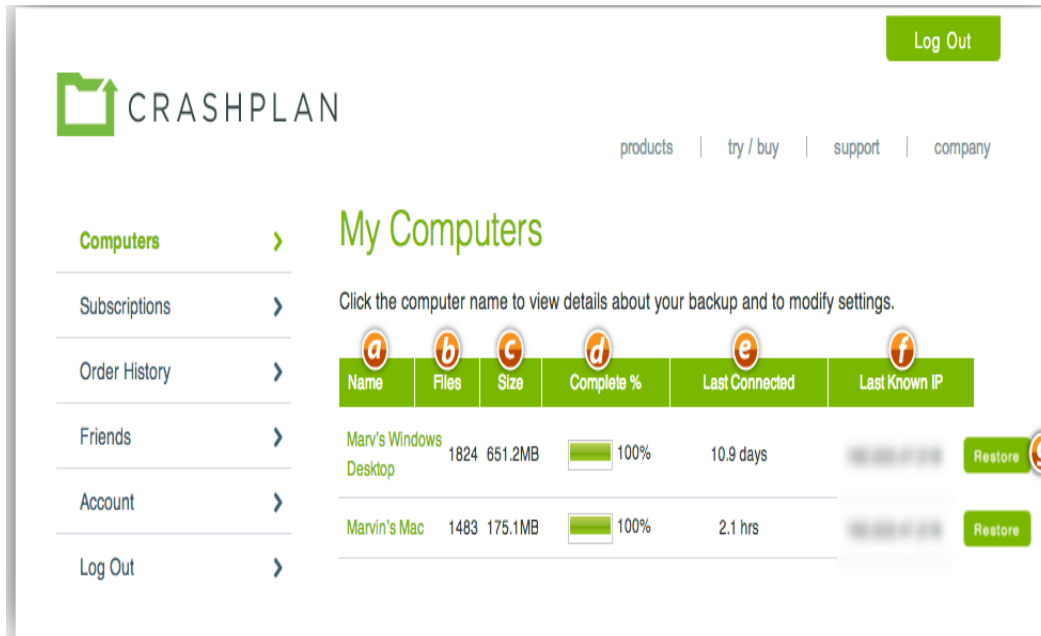 Log Out
CRASHPLAN
products | try / buy | support | company
Computers
Subscriptions
Order History
Friends
Account
Log Out
My Computers
Click the computer name to view details about your backup and to modify settings.
a b c d e f
Name Files Size Complete % Last Connected Last Known IP
Marv's Windows Desktop 1824 651.2MB 100% 10.9 days Restore
Marvin's Mac 1483 175.1MB 100% 2.1 hrs Restore